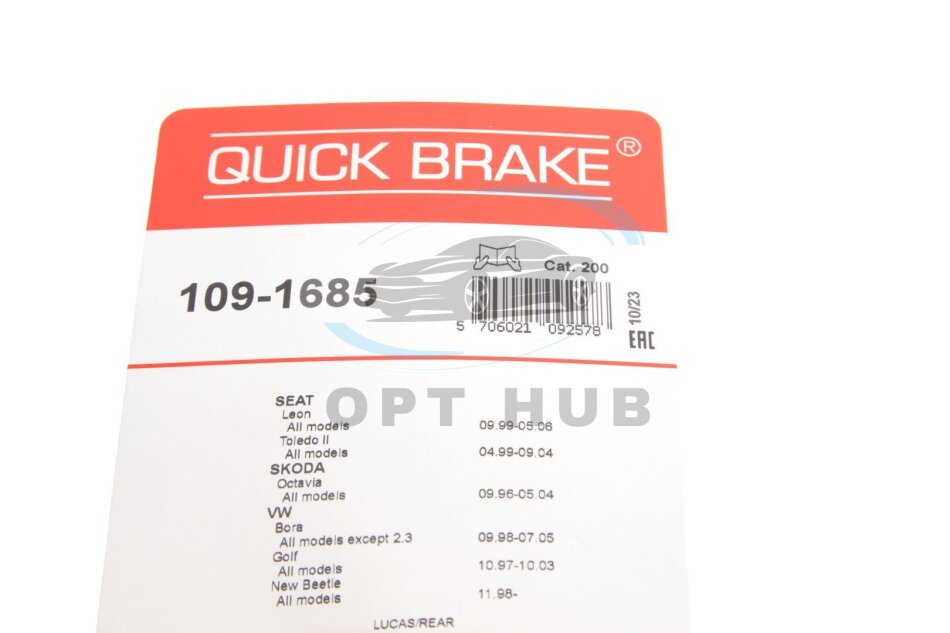 QUICK BRAKE®
109-1685
Cat. 200
5 706021 092578
10/23
EAC
OPT HUB
SEAT
Leon
All models 09.99-05.06
Toledo II
All models 04.99-09.04
SKODA
Octavia
All models 09.96-05.04
VW
Bora
All models except 2.3 09.98-07.05
Golf
All models 10.97-10.03
New Beetle
All models 11.98-
LUCAS/REAR